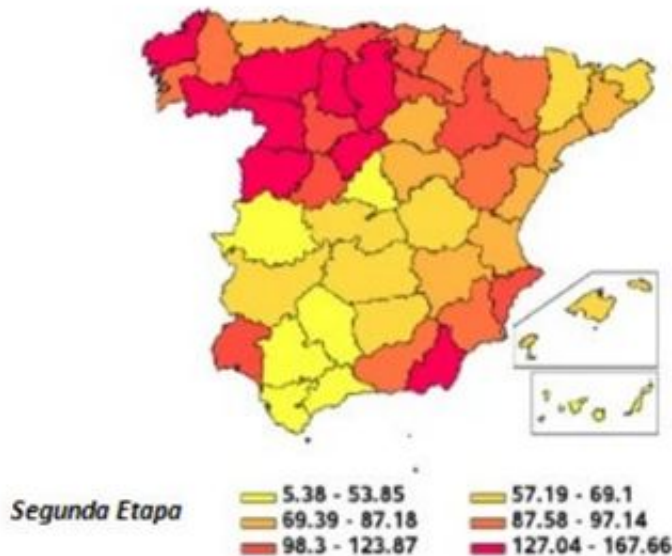 5.38 - 53.85
57.19 - 69.1
Segunda Etapa
69.39 - 87.18
87.58 - 97.14
98.3 - 123.87
127.04 - 167.66